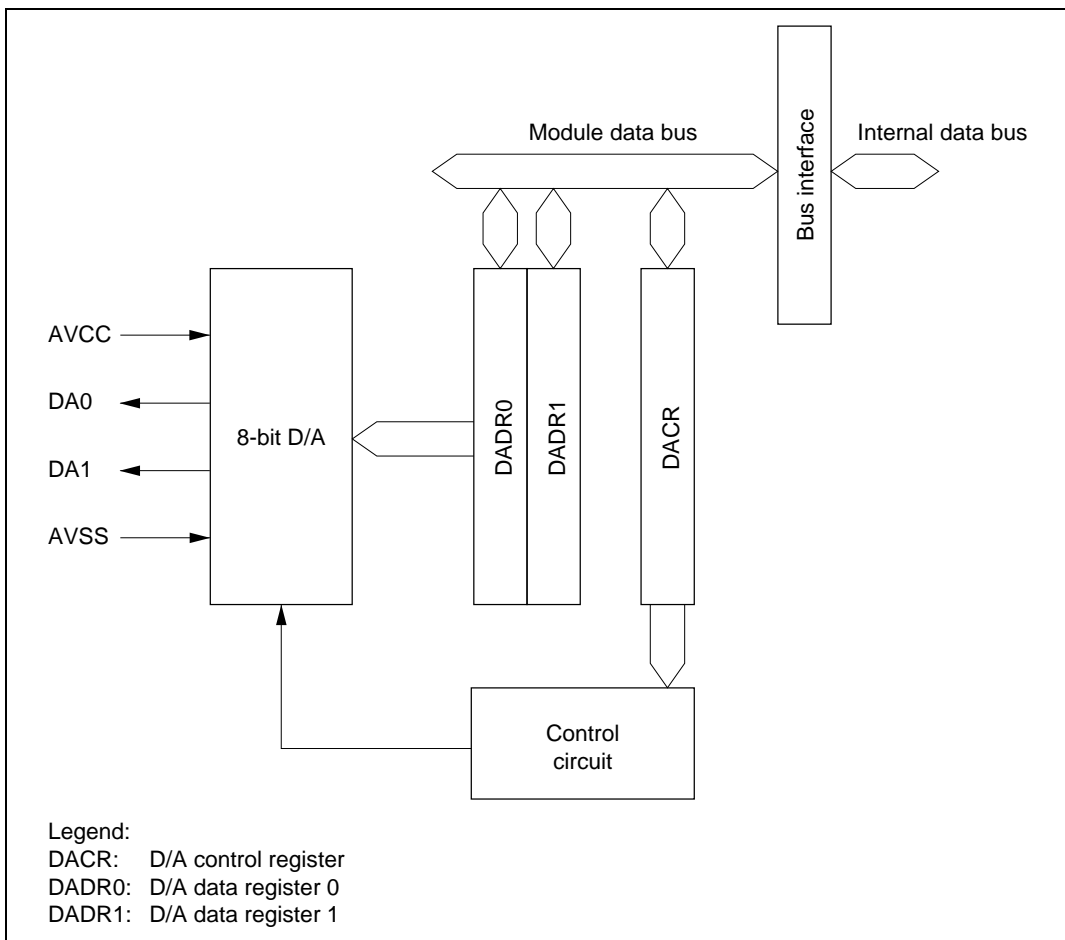 Module data bus
Internal data bus
Bus interface
AVCC
DA0
DA1
AVSS
8-bit D/A
DADR0
DADR1
DACR
Control
circuit
Legend:
DACR: D/A control register
DADR0: D/A data register 0
DADR1: D/A data register 1